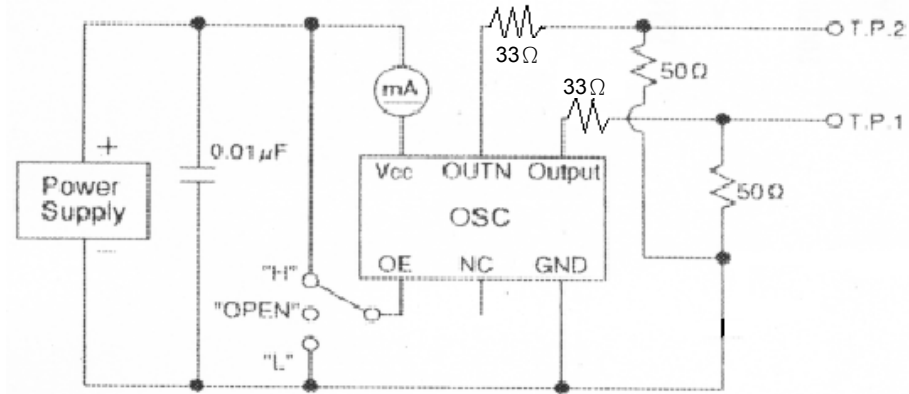 T.P.2
33Ω
50Ω
33Ω
mA
T.P.1
+
0.01μF
Vcc OUTN Output
50Ω
Power
Supply
OSC
—
OE NC GND
"H"
"OPEN"
"L"